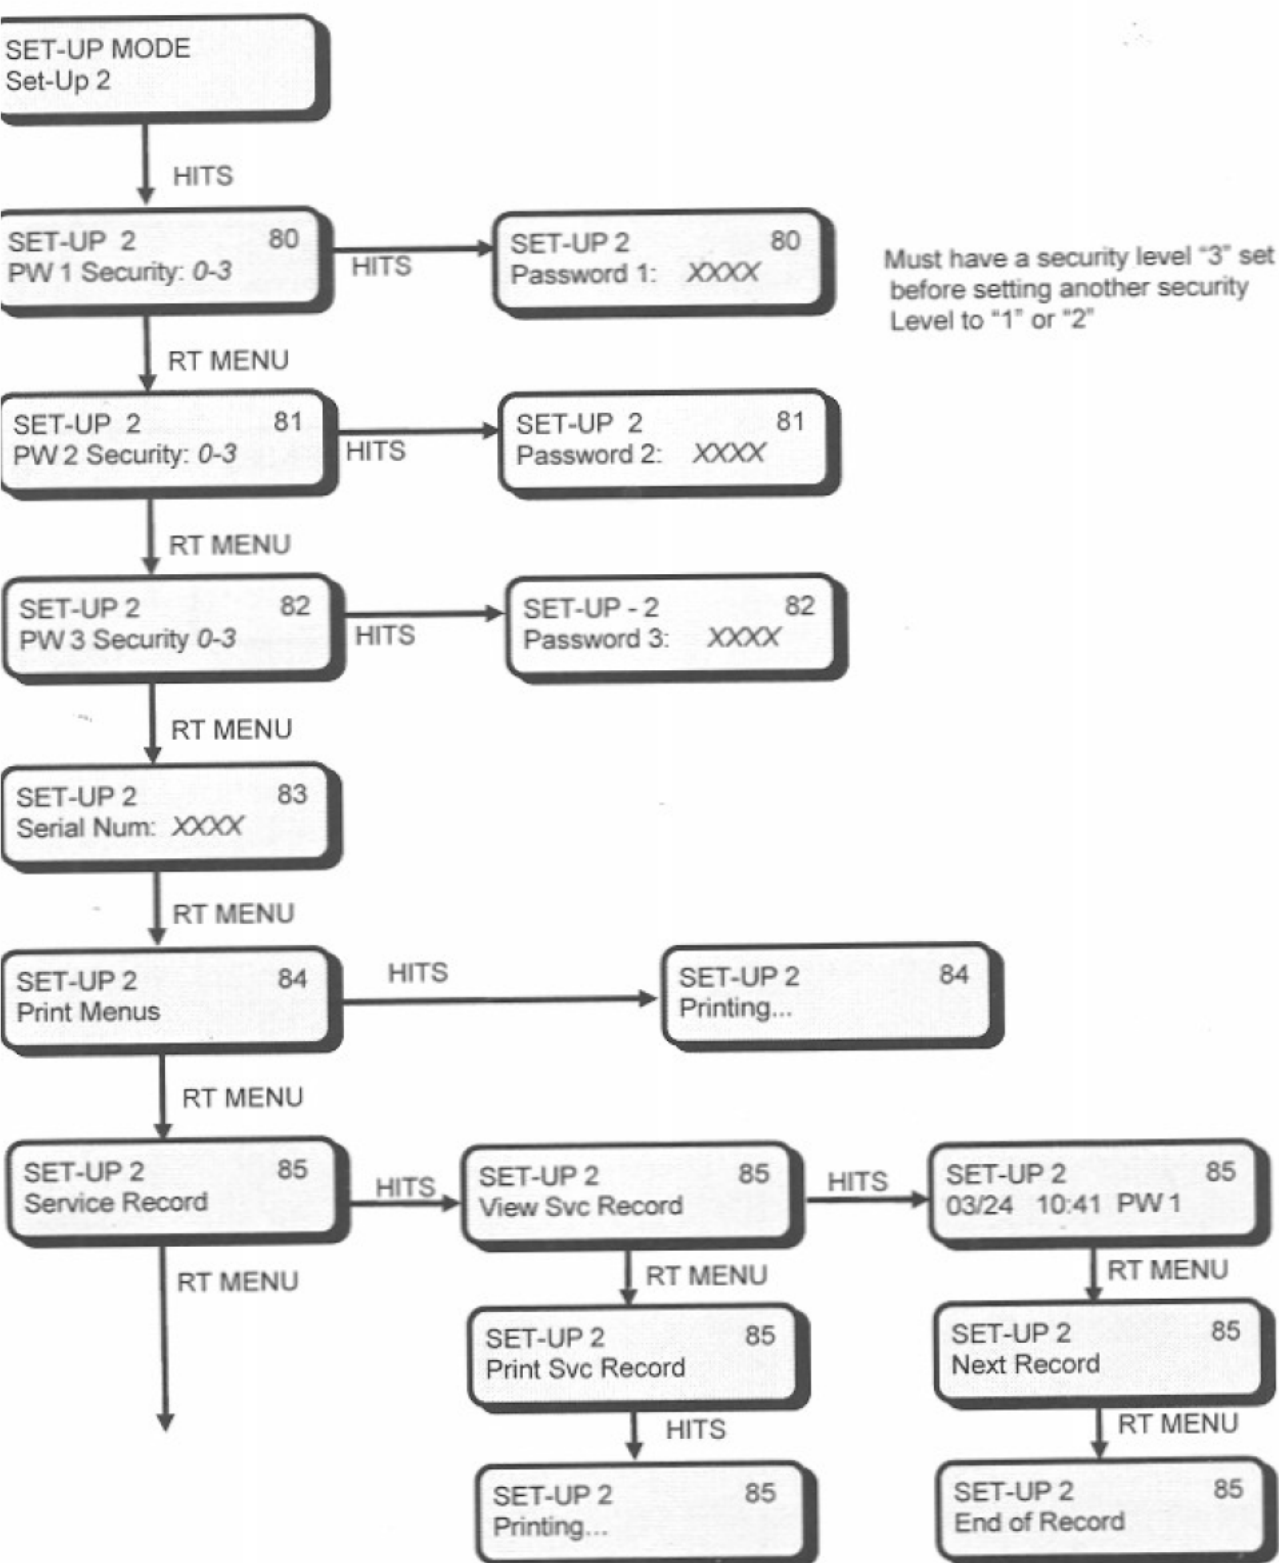 SET-UP MODE
Set-Up 2
HITS
SET-UP 2 80
PW 1 Security: 0-3
HITS
SET-UP 2 80
Password 1: XXXX
Must have a security level “3” set
before setting another security
Level to “1” or “2”
RT MENU
SET-UP 2 81
PW 2 Security: 0-3
HITS
SET-UP 2 81
Password 2: XXXX
RT MENU
SET-UP 2 82
PW 3 Security 0-3
HITS
SET-UP - 2 82
Password 3: XXXX
RT MENU
SET-UP 2 83
Serial Num: XXXX
RT MENU
SET-UP 2 84
Print Menus
HITS
SET-UP 2 84
Printing...
RT MENU
SET-UP 2 85
Service Record
HITS
SET-UP 2 85
View Svc Record
HITS
SET-UP 2 85
03/24 10:41 PW 1
RT MENU
RT MENU
RT MENU
SET-UP 2 85
Print Svc Record
SET-UP 2 85
Next Record
HITS
RT MENU
SET-UP 2 85
Printing...
SET-UP 2 85
End of Record